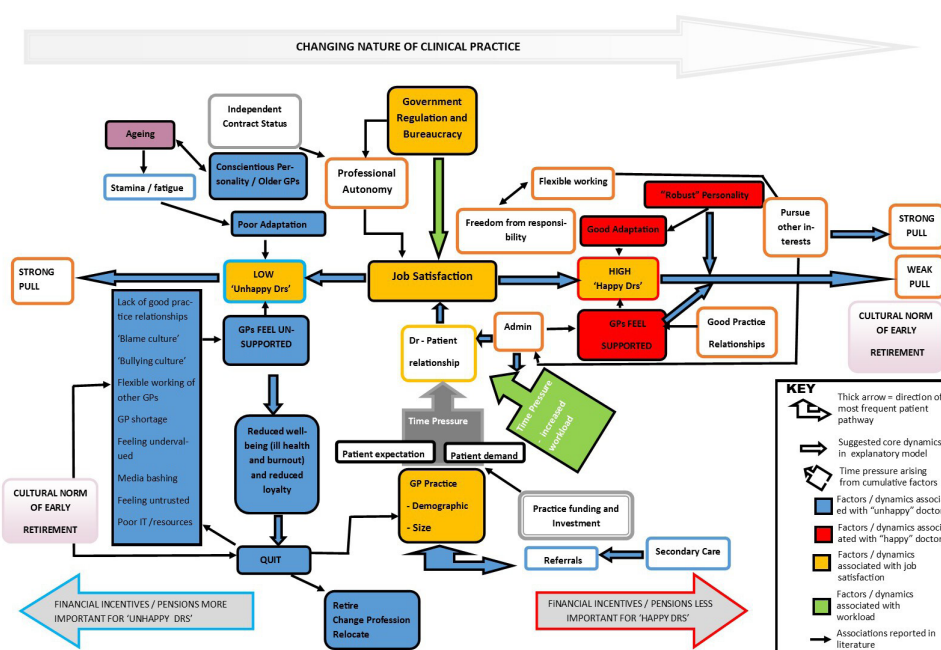 CHANGING NATURE OF CLINICAL PRACTICE
Independent
Contract Status
Government
Regulation and
Bureaucracy
Ageing
Conscientious Per-
sonality / Older GPs
Professional
Autonomy
Stamina / fatigue
Poor Adaptation
Flexible working
Freedom from responsi-
bility
"Robust" Personality
Good Adaptation
Pursue
other in-
terests
STRONG
PULL
STRONG
PULL
LOW
'Unhappy Drs'
Job Satisfaction
HIGH
'Happy Drs'
WEAK
PULL
Lack of good prac-
tice relationships
'Blame culture'
'Bullying culture'
Flexible working of
other GPs
GP shortage
Feeling underval-
ued
Media bashing
Feeling untrusted
Poor IT /resources
GPs FEEL UN-
SUPPORTED
Dr - Patient
relationship
Admin
GPs FEEL
SUPPORTED
Good Practice
Relationships
CULTURAL NORM
OF EARLY
RETIREMENT
Reduced well-
being (ill health
and burnout)
and reduced
loyalty
Time Pressure
Time Pressure
increased
workload
Patient expectation
Patient demand
CULTURAL NORM
OF EARLY
RETIREMENT
GP Practice
- Demographic
- Size
Practice funding and
Investment
QUIT
Referrals
Secondary Care
Retire
Change Profession
Relocate
FINANCIAL INCENTIVES / PENSIONS MORE
IMPORTANT FOR 'UNHAPPY DRS'
FINANCIAL INCENTIVES / PENSIONS LESS
IMPORTANT FOR 'HAPPY DRS'
KEY
Thick arrow = direction of
most frequent patient
pathway
Suggested core dynamics
in explanatory model
Time pressure arising
from cumulative factors
Factors / dynamics associ
ed with "unhappy" doctor
Factors / dynamics associ
ated with "happy" doctor
Factors / dynamics
associated with job
satisfaction
Factors / dynamics
associated with
workload
Associations reported in
literature